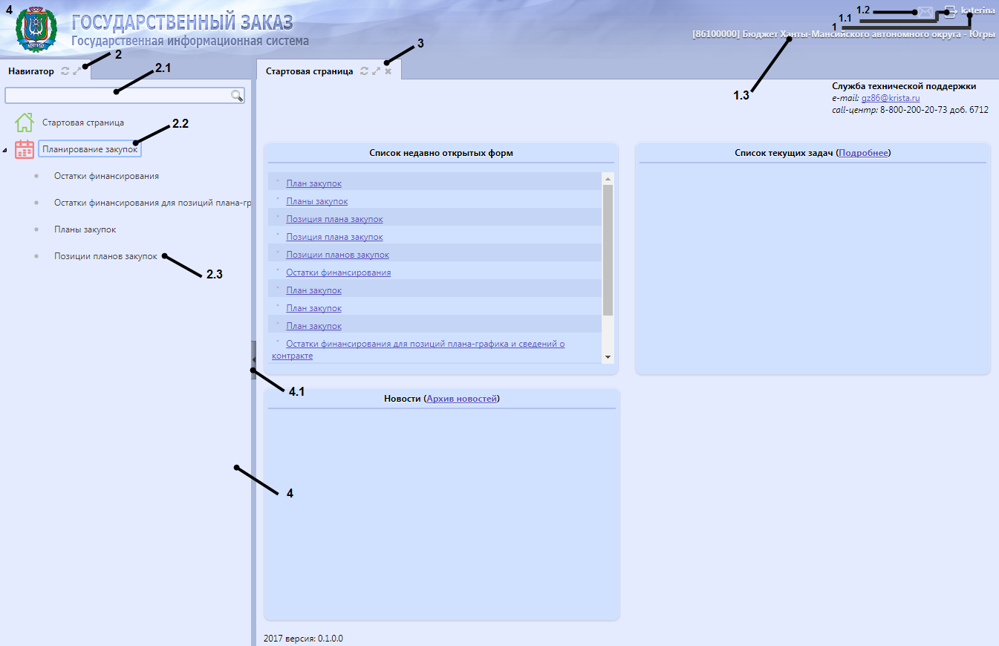 4
ГОСУДАРСТВЕННЫЙ ЗАКАЗ
Государственная информационная система
1.2
1.1
1
katerina
[86100000] Бюджет Ханты-Мансийского автономного округа - Югры
1.3
Навигатор
2
2.1
Стартовая страница
2.2
Планирование закупок
Остатки финансирования
Остатки финансирования для позиций плана-гр
Планы закупок
Позиции планов закупок
2.3
Стартовая страница
3
Служба технической поддержки
e-mail: gz86@krista.ru
call-центр: 8-800-200-20-73 доб. 6712
Список недавно открытых форм
План закупок
Планы закупок
Позиция плана закупок
Позиция плана закупок
Позиции планов закупок
Остатки финансирования
План закупок
План закупок
План закупок
Остатки финансирования для позиций плана-графика и сведений о
контракте
Список текущих задач (Подробнее)
4.1
Новости (Архив новостей)
4
2017 версия: 0.1.0.0